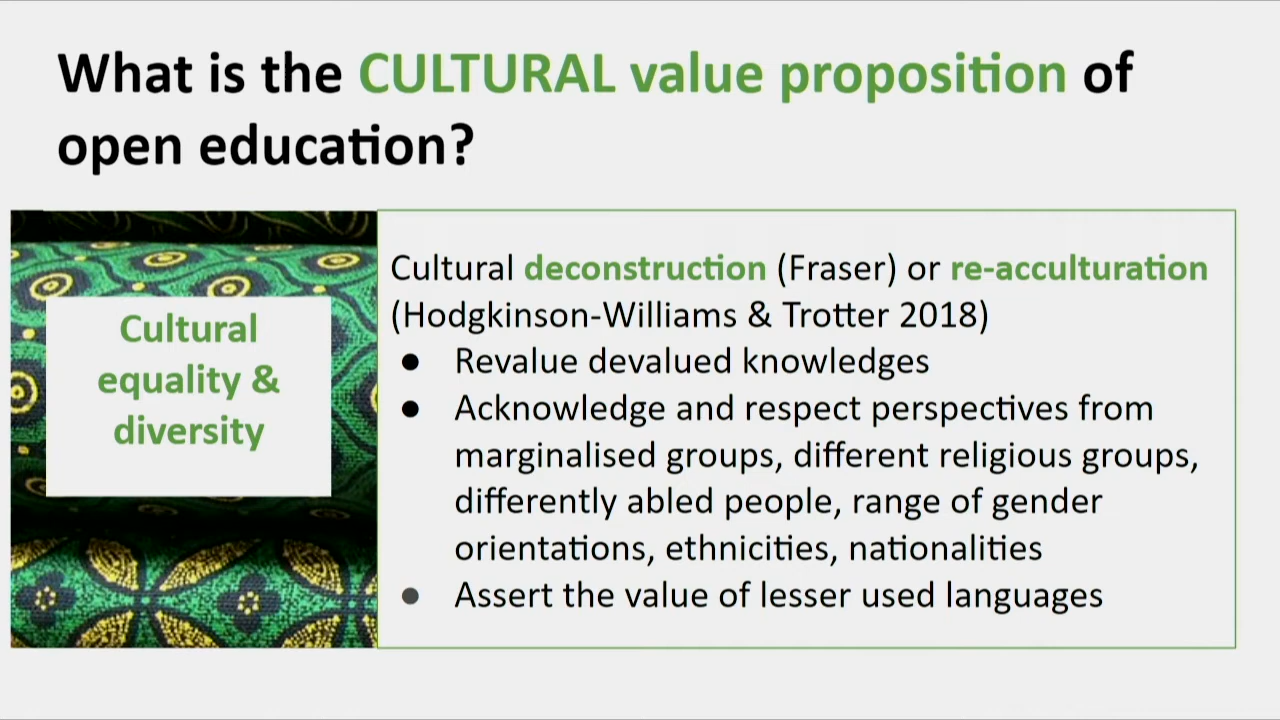 What is the CULTURAL value proposition of
open education?
Cultural
equality &
diversity
Cultural deconstruction (Fraser) or re-acculturation
(Hodgkinson-Williams & Trotter 2018)
● Revalue devalued knowledges
● Acknowledge and respect perspectives from
marginalised groups, different religious groups,
differently abled people, range of gender
orientations, ethnicities, nationalities
● Assert the value of lesser used languages